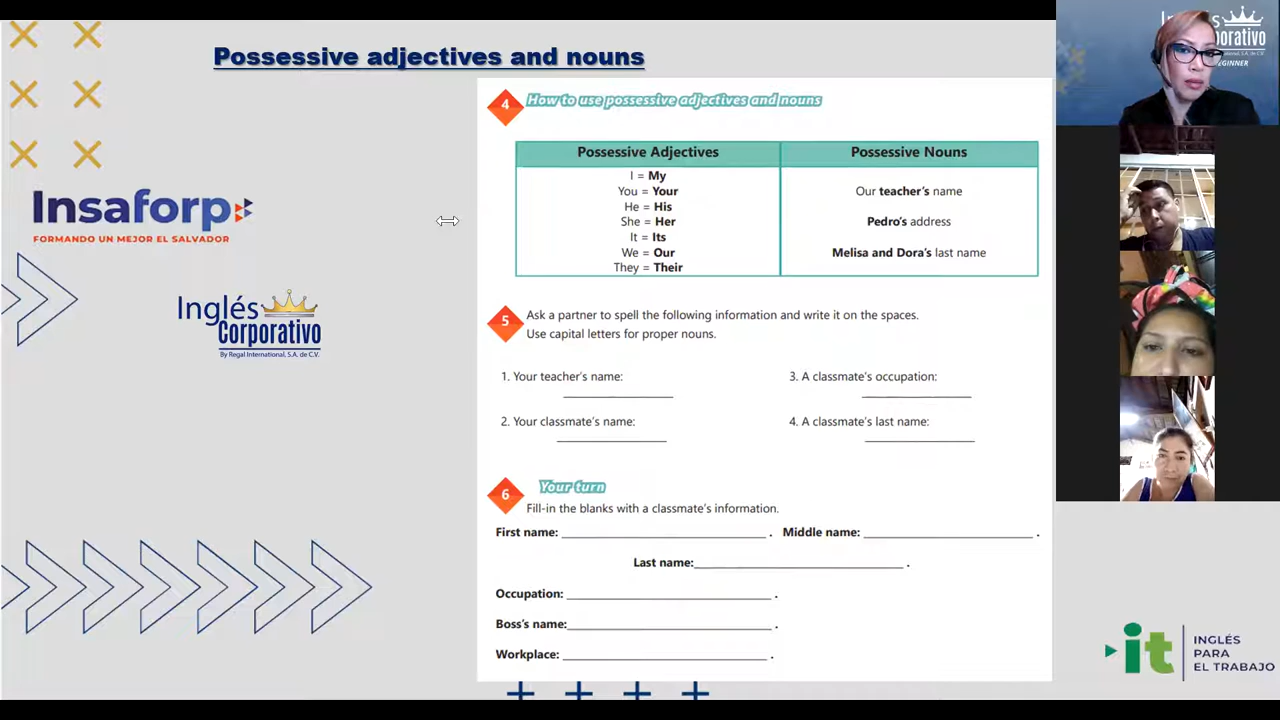 Possessive adjectives and nouns
Insaforp
FORMANDO UN MEJOR EL SALVADOR
Inglés
Corporativo
By Regal International, S.A. de C.V.
4 How to use possessive adjectives and nouns
Possessive Adjectives
I = My
You = Your
He = His
She = Her
It = Its
We = Our
They = Their
Possessive Nouns
Our teacher's name
Pedro's address
Melisa and Dora's last name
5 Ask a partner to spell the following information and write it on the spaces.
Use capital letters for proper nouns.
1. Your teacher's name:
2. Your classmate's name:
3. A classmate's occupation:
4. A classmate's last name:
6 Your turn
Fill-in the blanks with a classmate's information.
First name: . Middle name: .
Last name: .
Occupation: .
Boss's name: .
Workplace: .
it
INGLÉS
PARA
EL TRABAJO